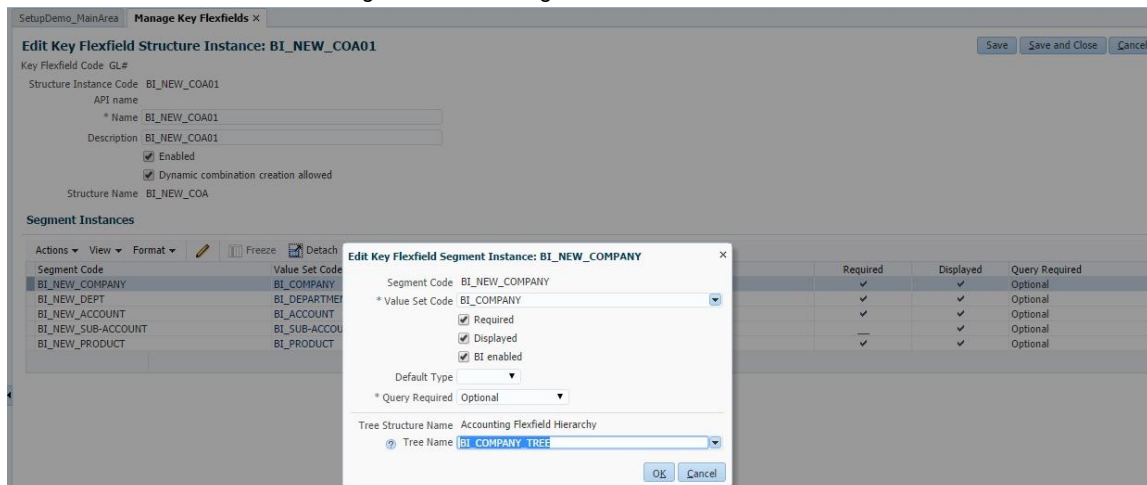 SetupDemo_MainArea Manage Key Flexfields ×
Edit Key Flexfield Structure Instance: BI_NEW_COA01 Save Save and Close Cancel
Key Flexfield Code GL#
Structure Instance Code BI_NEW_COA01
API name
* Name BI_NEW_COA01
Description BI_NEW_COA01
Enabled
Dynamic combination creation allowed
Structure Name BI_NEW_COA
Segment Instances
Actions View Format Freeze Detach
Segment Code Value Set Code Required Displayed Query Required
BI_NEW_COMPANY BI_COMPANY Optional
BI_NEW_DEPT BI_DEPARTMEN Optional
BI_NEW_ACCOUNT BI_ACCOUNT Optional
BI_NEW_SUB-ACCOUNT BI_SUB-ACCOU Optional
BI_NEW_PRODUCT BI_PRODUCT Optional
Edit Key Flexfield Segment Instance: BI_NEW_COMPANY ×
Segment Code BI_NEW_COMPANY
* Value Set Code BI_COMPANY
Required
Displayed
BI enabled
Default Type
* Query Required Optional
Tree Structure Name Accounting Flexfield Hierarchy
Tree Name BI_COMPANY_TREE
OK Cancel